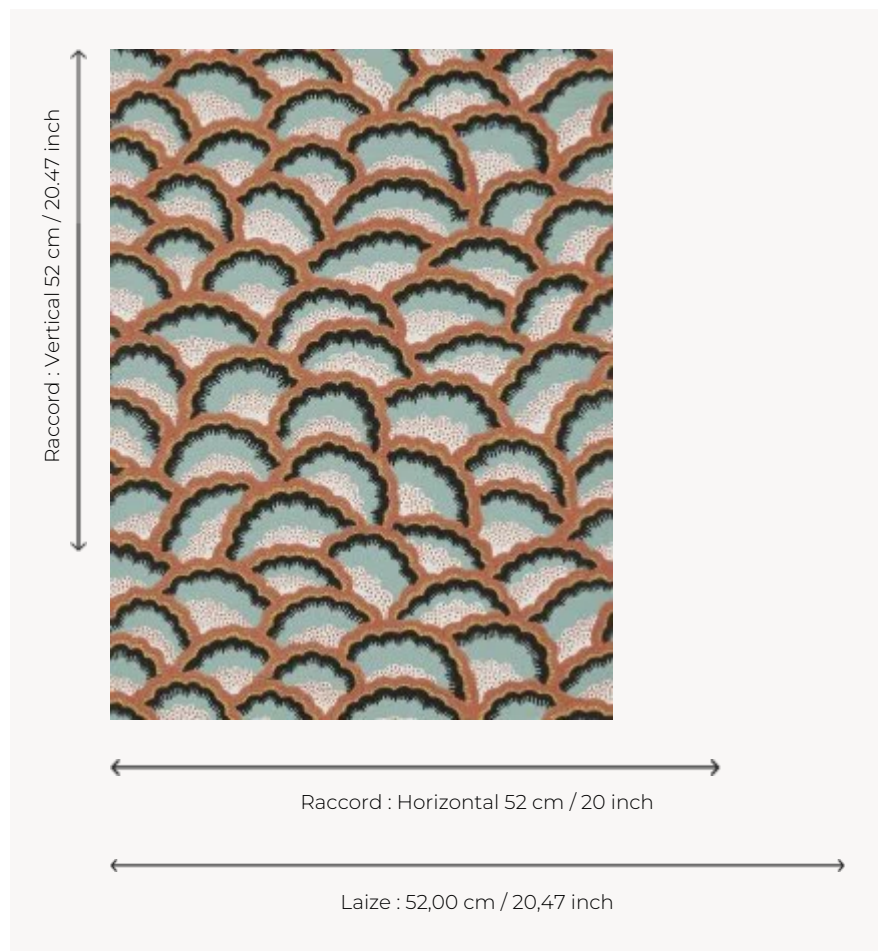 Raccord : Vertical 52 cm / 20.47 inch
Raccord : Horizontal 52 cm / 20 inch
Laize : 52,00 cm / 20,47 inch